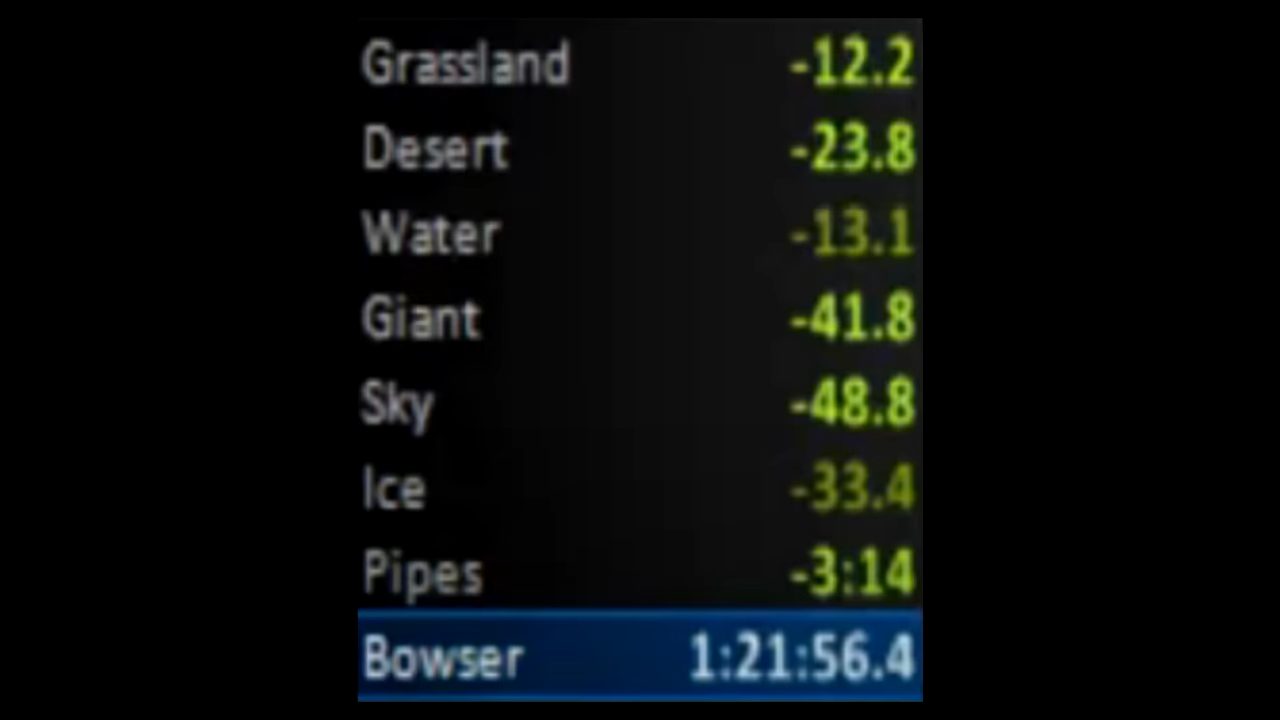 Grassland -12.2
Desert -23.8
Water -13.1
Giant -41.8
Sky -48.8
Ice -33.4
Pipes -3:14
Bowser 1:21:56.4